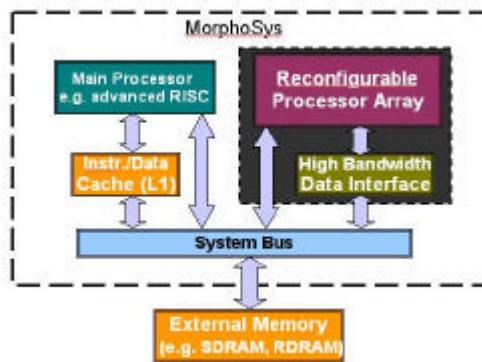 MorphoSys
Main Processor
e.g. advanced RISC
Reconfigurable
Processor Array
Instr./Data
Cache (L1)
High Bandwidth
Data Interface
System Bus
External Memory
(e.g. SDRAM, RDRAM)